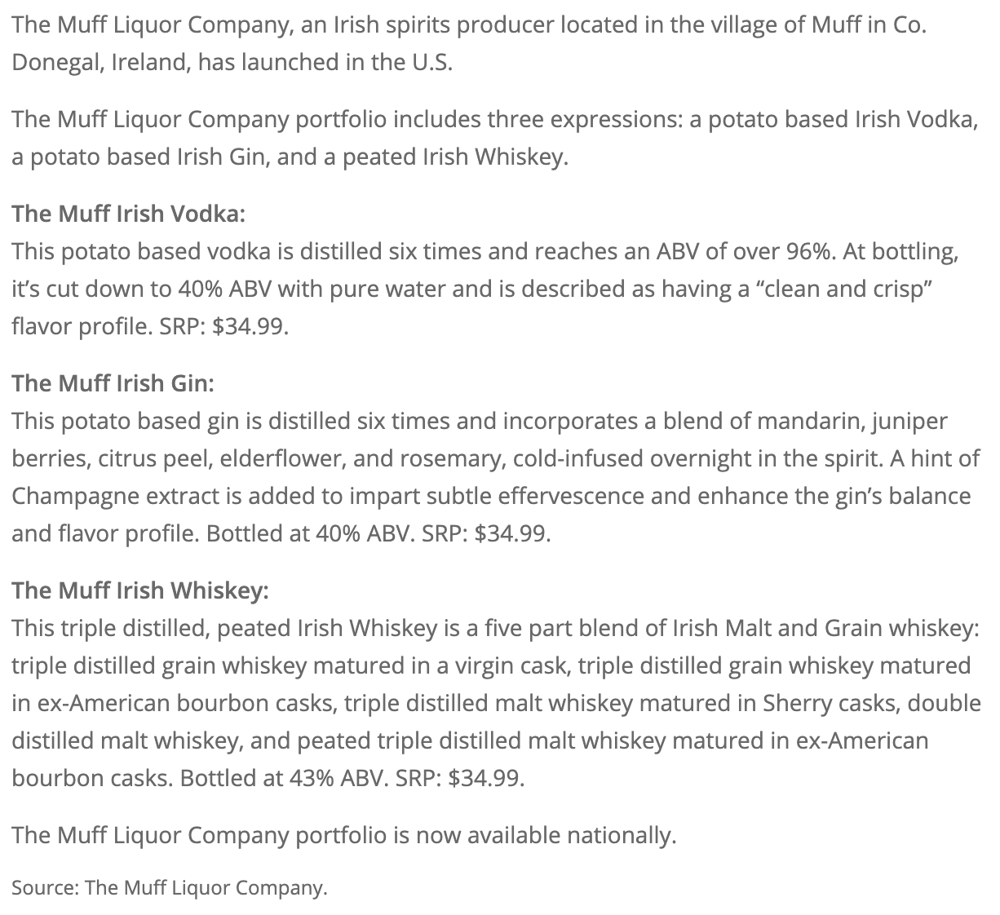 The Muff Liquor Company, an Irish spirits producer located in the village of Muff in Co.
Donegal, Ireland, has launched in the U.S.
The Muff Liquor Company portfolio includes three expressions: a potato based Irish Vodka,
a potato based Irish Gin, and a peated Irish Whiskey.
The Muff Irish Vodka:
This potato based vodka is distilled six times and reaches an ABV of over 96%. At bottling,
it’s cut down to 40% ABV with pure water and is described as having a “clean and crisp”
flavor profile. SRP: $34.99.
The Muff Irish Gin:
This potato based gin is distilled six times and incorporates a blend of mandarin, juniper
berries, citrus peel, elderflower, and rosemary, cold-infused overnight in the spirit. A hint of
Champagne extract is added to impart subtle effervescence and enhance the gin’s balance
and flavor profile. Bottled at 40% ABV. SRP: $34.99.
The Muff Irish Whiskey:
This triple distilled, peated Irish Whiskey is a five part blend of Irish Malt and Grain whiskey:
triple distilled grain whiskey matured in a virgin cask, triple distilled grain whiskey matured
in ex-American bourbon casks, triple distilled malt whiskey matured in Sherry casks, double
distilled malt whiskey, and peated triple distilled malt whiskey matured in ex-American
bourbon casks. Bottled at 43% ABV. SRP: $34.99.
The Muff Liquor Company portfolio is now available nationally.
Source: The Muff Liquor Company.